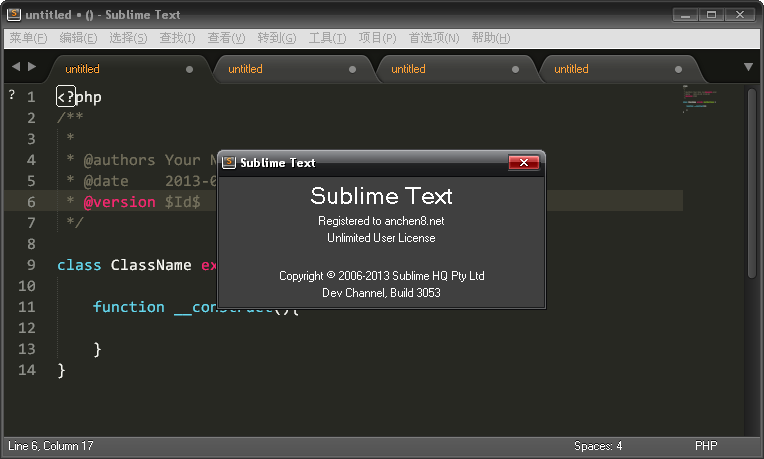 untitled • () - Sublime Text
菜单(F) 编辑(E) 选择(S) 查找(I) 查看(V) 转到(G) 工具(T) 项目(P) 首选项(N) 帮助(H)
untitled untitled untitled untitled
? 1 <?php
2 /**
3 *
4 * @authors Your N
5 * @date 2013-0
6 * @version $Id$
7 */
8
9 class ClassName ex
10
11 function __construct(){
12
13 }
14 }
Sublime Text
Sublime Text
Registered to anchen8.net
Unlimited User License
Copyright © 2006-2013 Sublime HQ Pty Ltd
Dev Channel, Build 3053
Line 6, Column 17 Spaces: 4 PHP